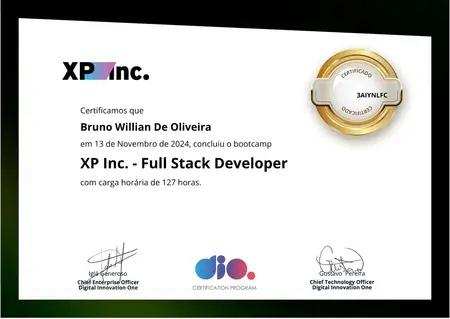 XP Inc.
CERTIFICADO
3AIYNLFC
CERTIFICADO
Certificamos que
Bruno Willian De Oliveira
em 13 de Novembro de 2024, concluiu o bootcamp
XP Inc. - Full Stack Developer
com carga horária de 127 horas.
Iglá Generoso
Chief Enterprise Officer
Digital Innovation One
dio.
CERTIFICATION PROGRAM
Gustavo Pereira
Chief Technology Officer
Digital Innovation One